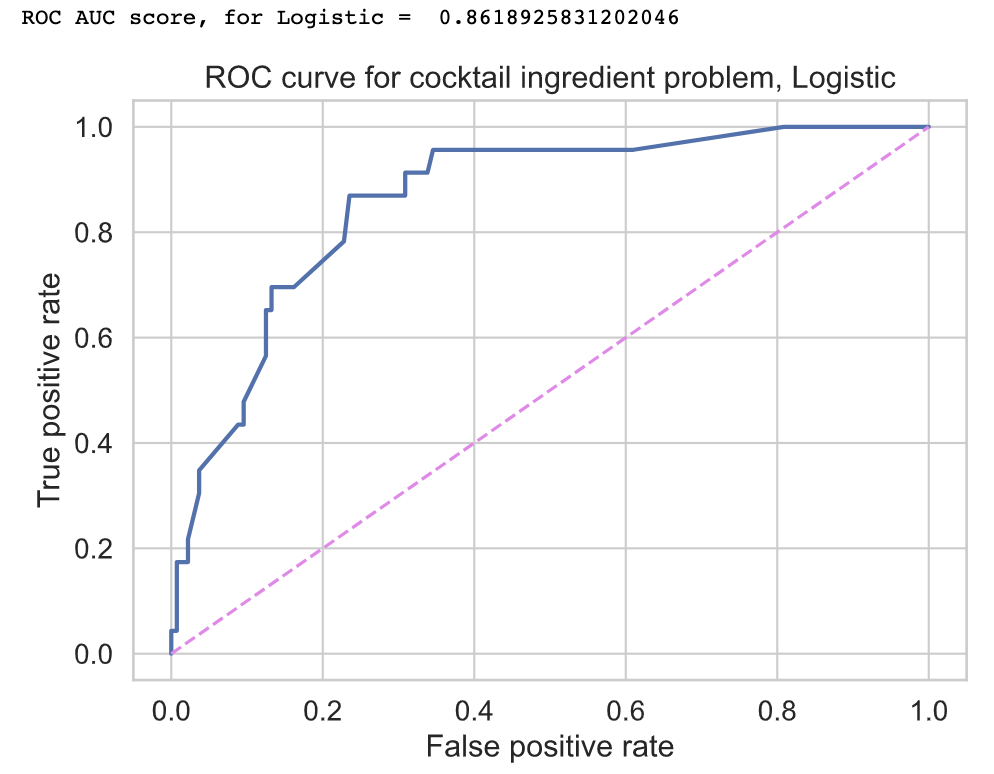 ROC AUC score, for Logistic =  0.8618925831202046
ROC curve for cocktail ingredient problem, Logistic
1.0
0.8
0.6
0.4
0.2
0.0
True positive rate
0.0 0.2 0.4 0.6 0.8 1.0
False positive rate